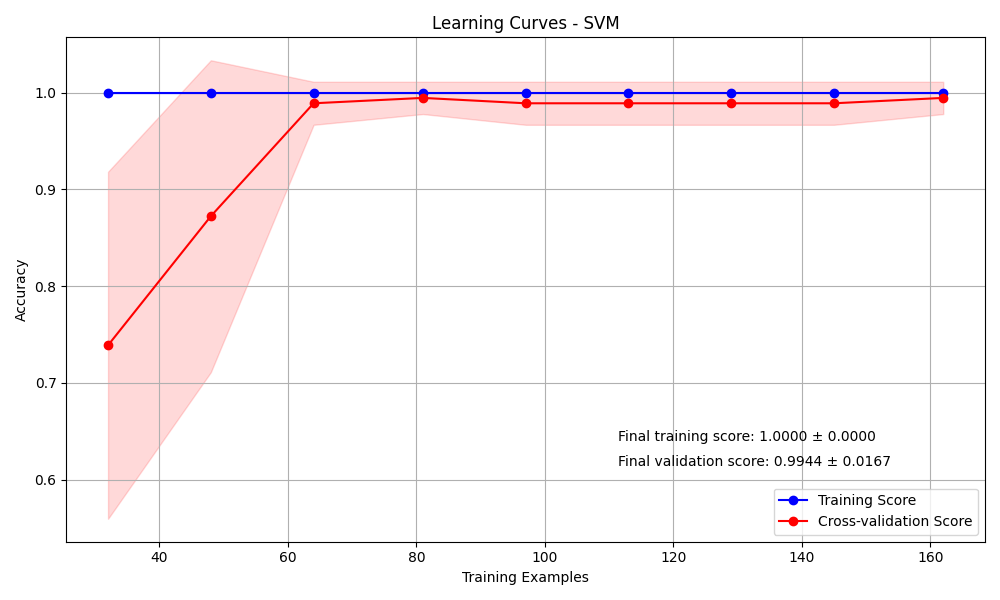 Learning Curves - SVM
Accuracy
1.0
0.9
0.8
0.7
0.6
Final training score: 1.0000 ± 0.0000
Final validation score: 0.9944 ± 0.0167
Training Score
Cross-validation Score
40 60 80 100 120 140 160
Training Examples